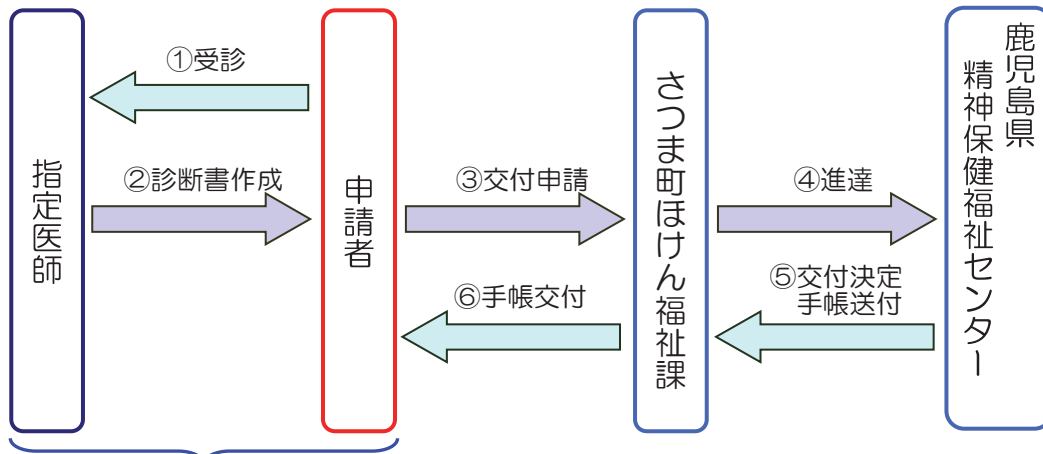 ①受診
②診断書作成
③交付申請
④進達
⑤交付決定
手帳送付
⑥手帳交付
指定医師
申請者
さつま町ほけん福祉課
鹿児島県
精神保健福祉センター